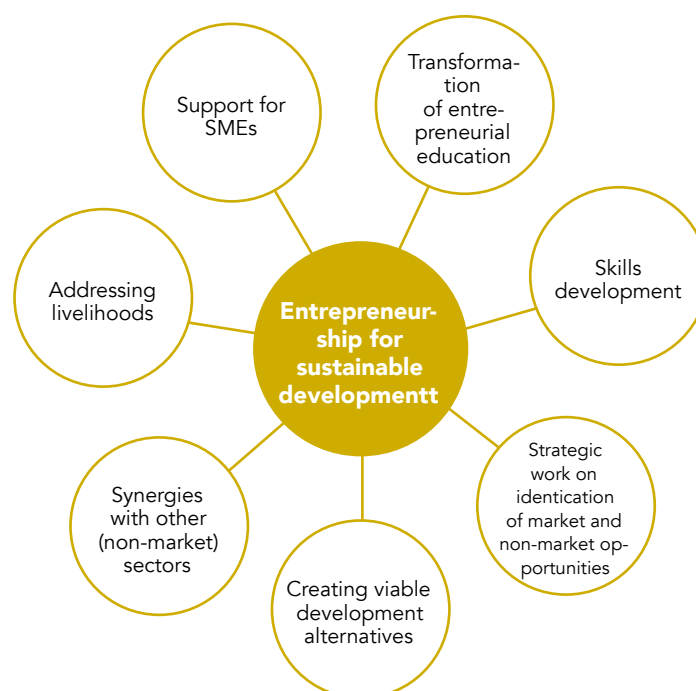 Support for
SMEs
Transforma-
tion
of entre-
preneurial
education
Addressing
livelihoods
Skills
development
Entrepreneur-
ship for
sustainable
developmentt
Synergies
with other
(non-market)
sectors
Strategic
work on
identication
of market and
non-market op-
portunities
Creating viable
development
alternatives